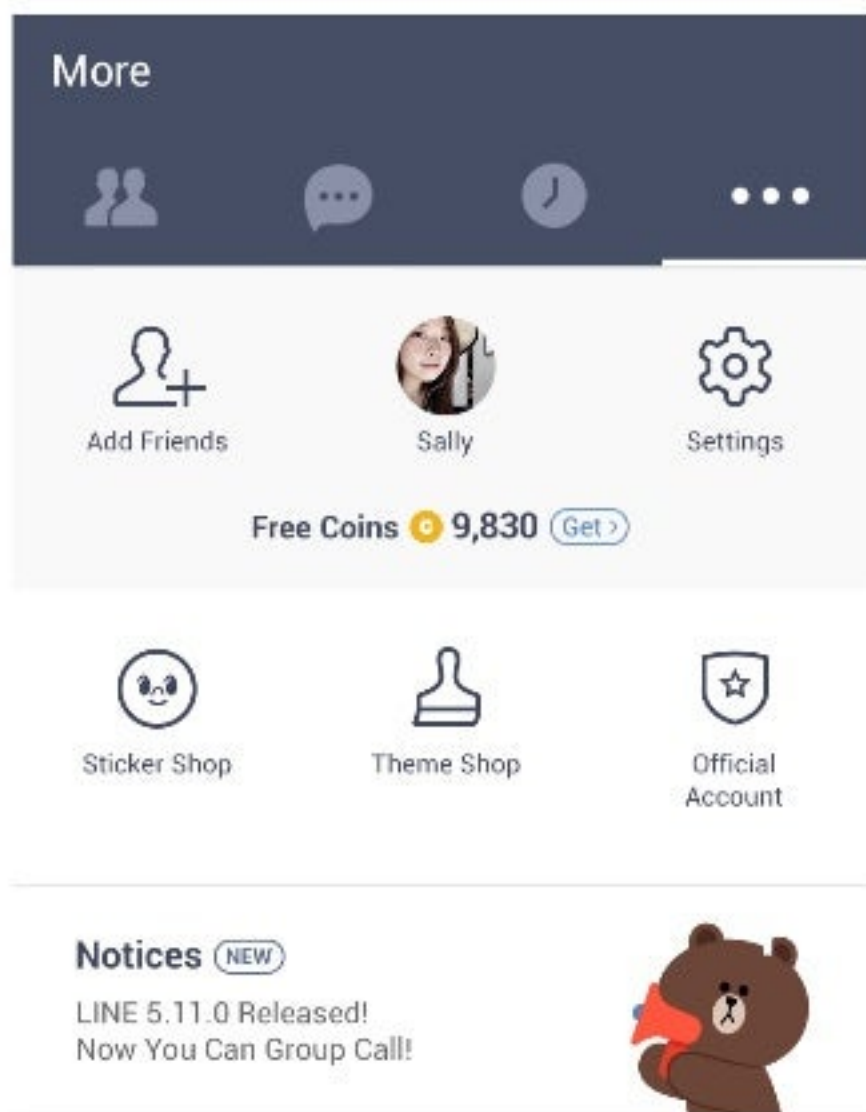 More
Add Friends
Sally
Settings
Free Coins 9,830 Get >
Sticker Shop
Theme Shop
Official
Account
Notices NEW
LINE 5.11.0 Released!
Now You Can Group Call!